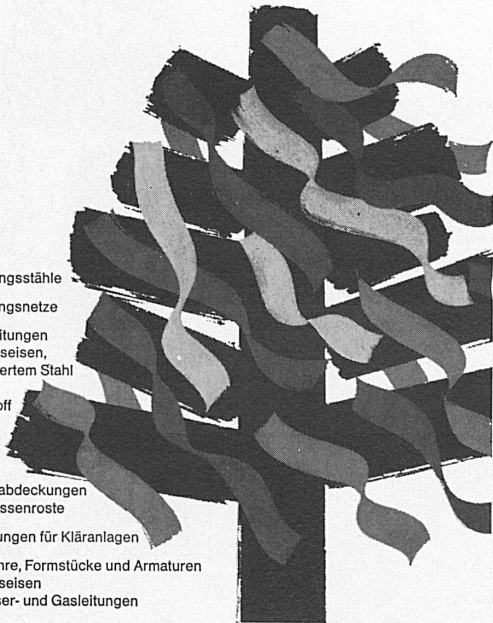 ngsstähle
ngsnetze
itungen
seisen,
ertem Stahl
off
abdeckungen
ssenroste
ungen für Kläranlagen
hre, Formstücke und Armaturen
seisen
ser- und Gasleitungen